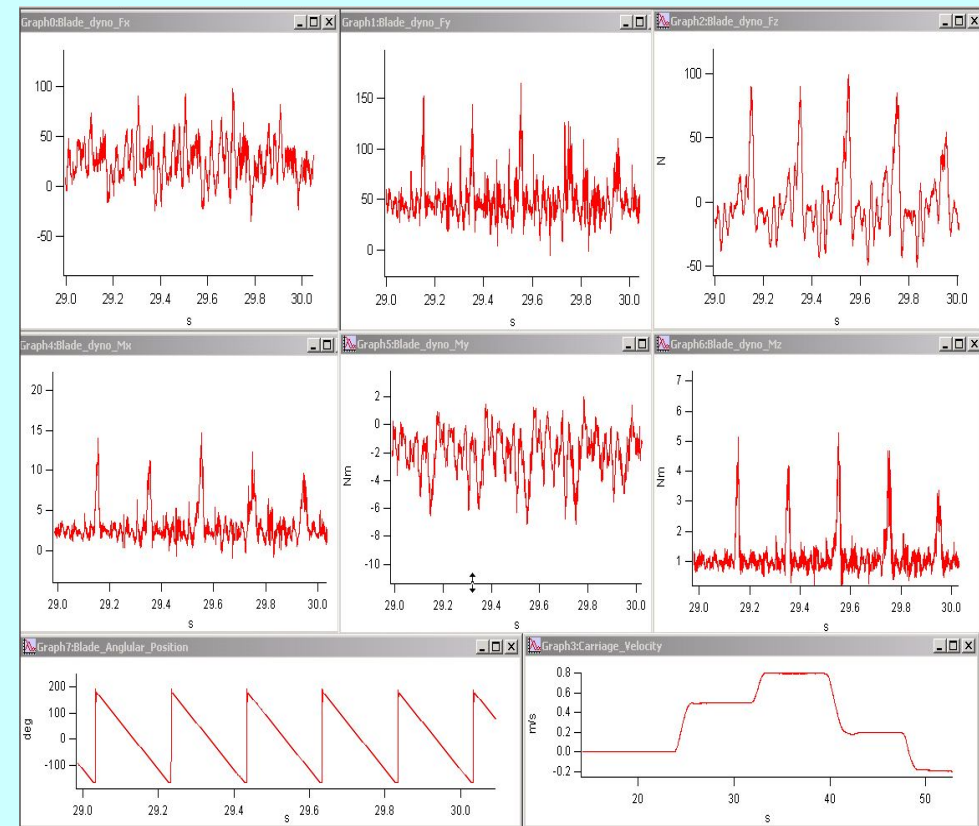 Graph0:Blade_dyno_Fx
100
50
0
-50
29.0 29.2 29.4 29.6 29.8 30.0
s
Graph1:Blade_dyno_Fy
150
100
50
0
29.0 29.2 29.4 29.6 29.8 30.0
s
Graph2:Blade_dyno_Fz
N
100
50
0
-50
29.0 29.2 29.4 29.6 29.8 30.0
s
Graph4:Blade_dyno_Mx
20
15
10
5
0
29.0 29.2 29.4 29.6 29.8 30.0
s
Graph5:Blade_dyno_My
Nm
2
0
-2
-4
-6
-8
-10
29.0 29.2 29.4 29.6 29.8 30.0
s
Graph6:Blade_dyno_Mz
Nm
7
6
5
4
3
2
1
29.0 29.2 29.4 29.6 29.8 30.0
s
Graph7:Blade_Anglular_Position
deg
200
100
0
-100
29.0 29.2 29.4 29.6 29.8 30.0
s
Graph3:Carriage_Velocity
m/s
0.8
0.6
0.4
0.2
0.0
-0.2
20 30 40 50
s